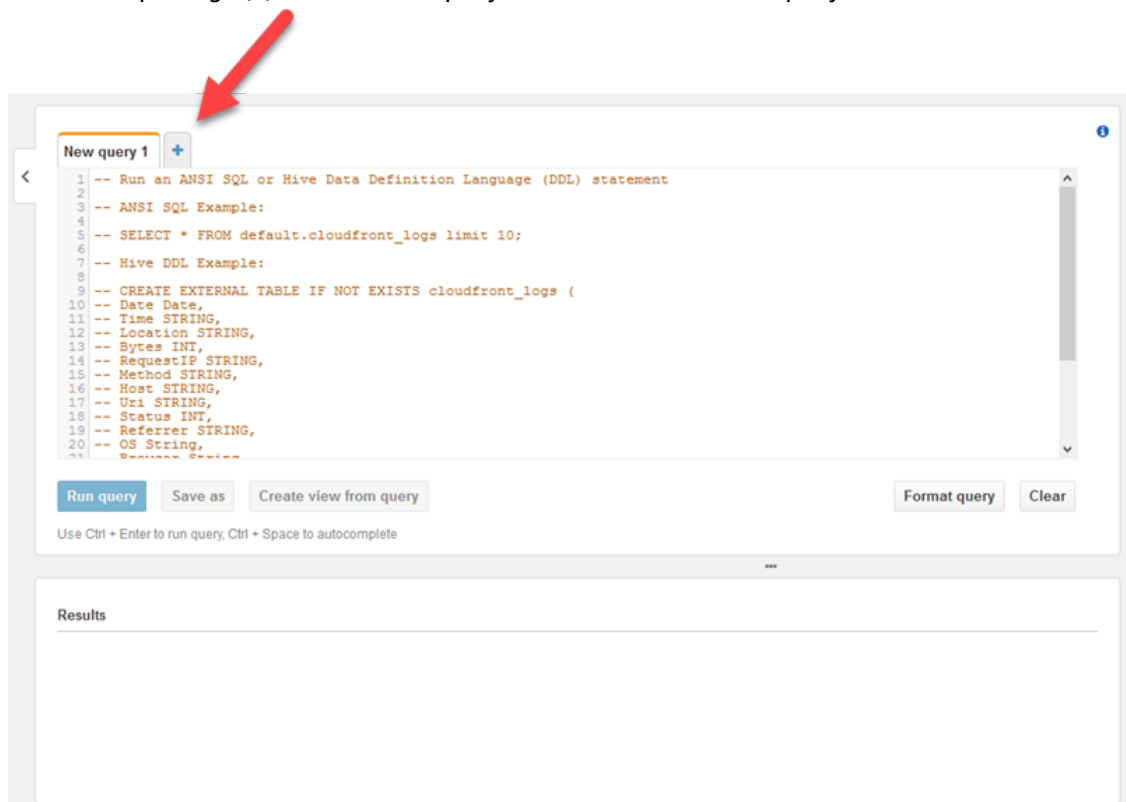 New query 1 +
1 -- Run an ANSI SQL or Hive Data Definition Language (DDL) statement
2
3 -- ANSI SQL Example:
4
5 -- SELECT * FROM default.cloudfront_logs limit 10;
6
7 -- Hive DDL Example:
8
9 -- CREATE EXTERNAL TABLE IF NOT EXISTS cloudfront_logs (
10 -- Date Date,
11 -- Time STRING,
12 -- Location STRING,
13 -- Bytes INT,
14 -- RequestIP STRING,
15 -- Method STRING,
16 -- Host STRING,
17 -- Uri STRING,
18 -- Status INT,
19 -- Referrer STRING,
20 -- OS String,
21 -- Browser String
Run query Save as Create view from query Format query Clear
Use Ctrl + Enter to run query, Ctrl + Space to autocomplete
Results